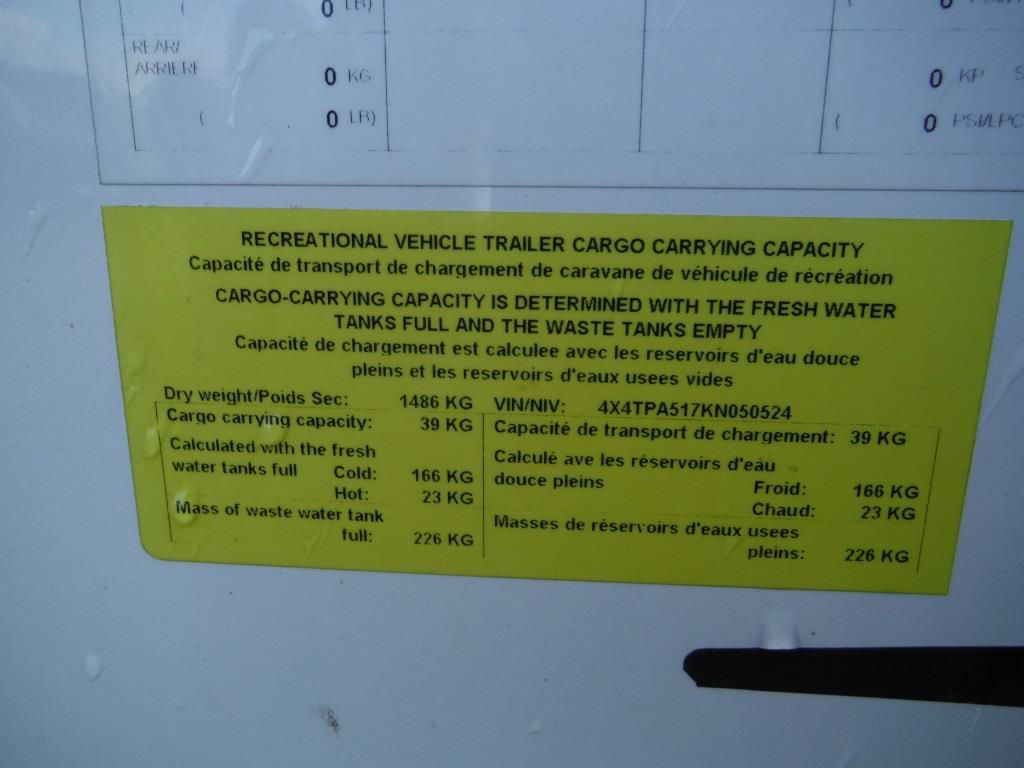 ( 0 LB)
REAR/
ARRIERE
0 KG 0 KP
( 0 LB) ( 0 PSI/LPC
RECREATIONAL VEHICLE TRAILER CARGO CARRYING CAPACITY
Capacité de transport de chargement de caravane de véhicule de récréation
CARGO-CARRYING CAPACITY IS DETERMINED WITH THE FRESH WATER
TANKS FULL AND THE WASTE TANKS EMPTY
Capacité de chargement est calculee avec les reservoirs d'eau douce
pleins et les reservoirs d'eaux usees vides
Dry weight/Poids Sec: 1486 KG VIN/NIV: 4X4TPA517KN050524
Cargo carrying capacity: 39 KG
Calculated with the fresh
water tanks full Cold: 166 KG
Hot: 23 KG
Mass of waste water tank
full: 226 KG
Capacité de transport de chargement: 39 KG
Calculé ave les réservoirs d'eau
douce pleins
Froid: 166 KG
Chaud: 23 KG
Masses de réservoirs d'eaux usees
pleins: 226 KG